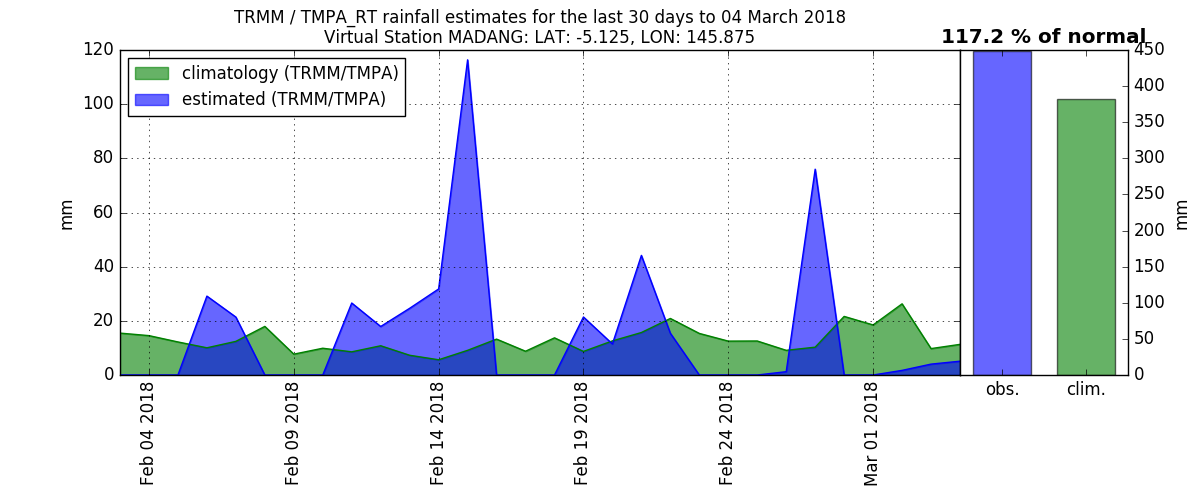 TRMM / TMPA_RT rainfall estimates for the last 30 days to 04 March 2018
Virtual Station MADANG: LAT: -5.125, LON: 145.875
117.2 % of normal
climatology (TRMM/TMPA)
estimated (TRMM/TMPA)
mm
120
100
80
60
40
20
0
Feb 04 2018
Feb 09 2018
Feb 14 2018
Feb 19 2018
Feb 24 2018
Mar 01 2018
obs.
clim.
450
400
350
300
250
200
150
100
50
0
mm